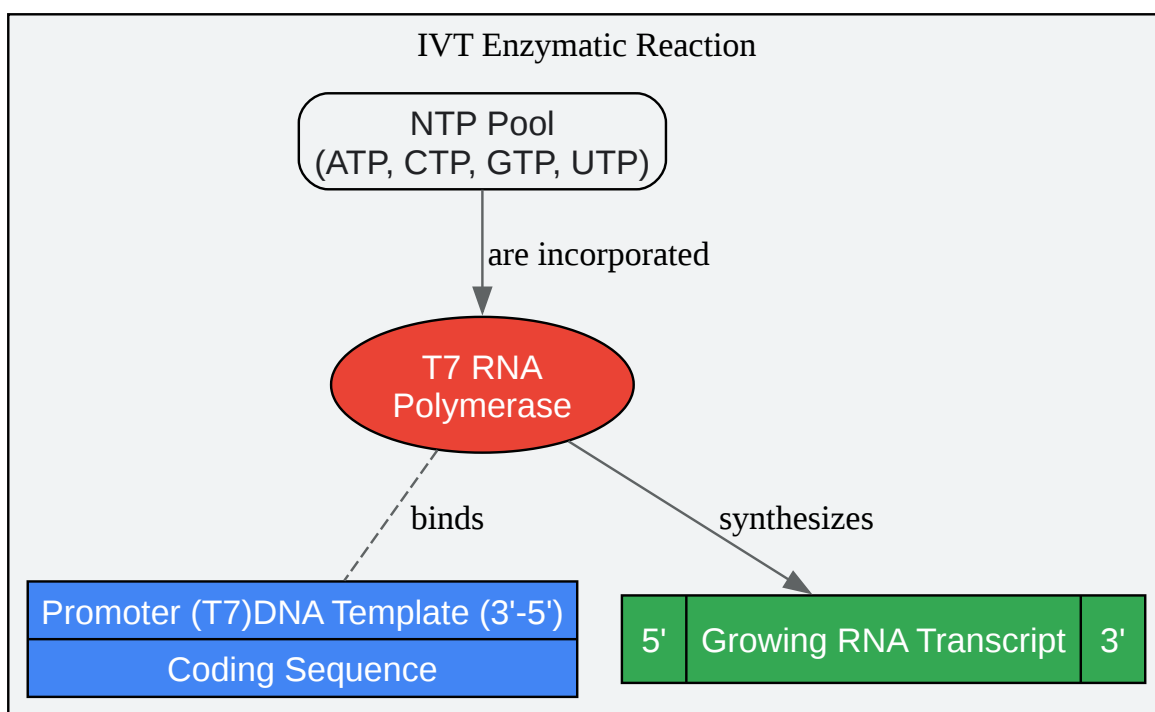 IVT Enzymatic Reaction
NTP Pool
(ATP, CTP, GTP, UTP)
are incorporated
T7 RNA
Polymerase
binds
synthesizes
Promoter (T7)DNA Template (3'-5')
Coding Sequence
5'
Growing RNA Transcript
3'